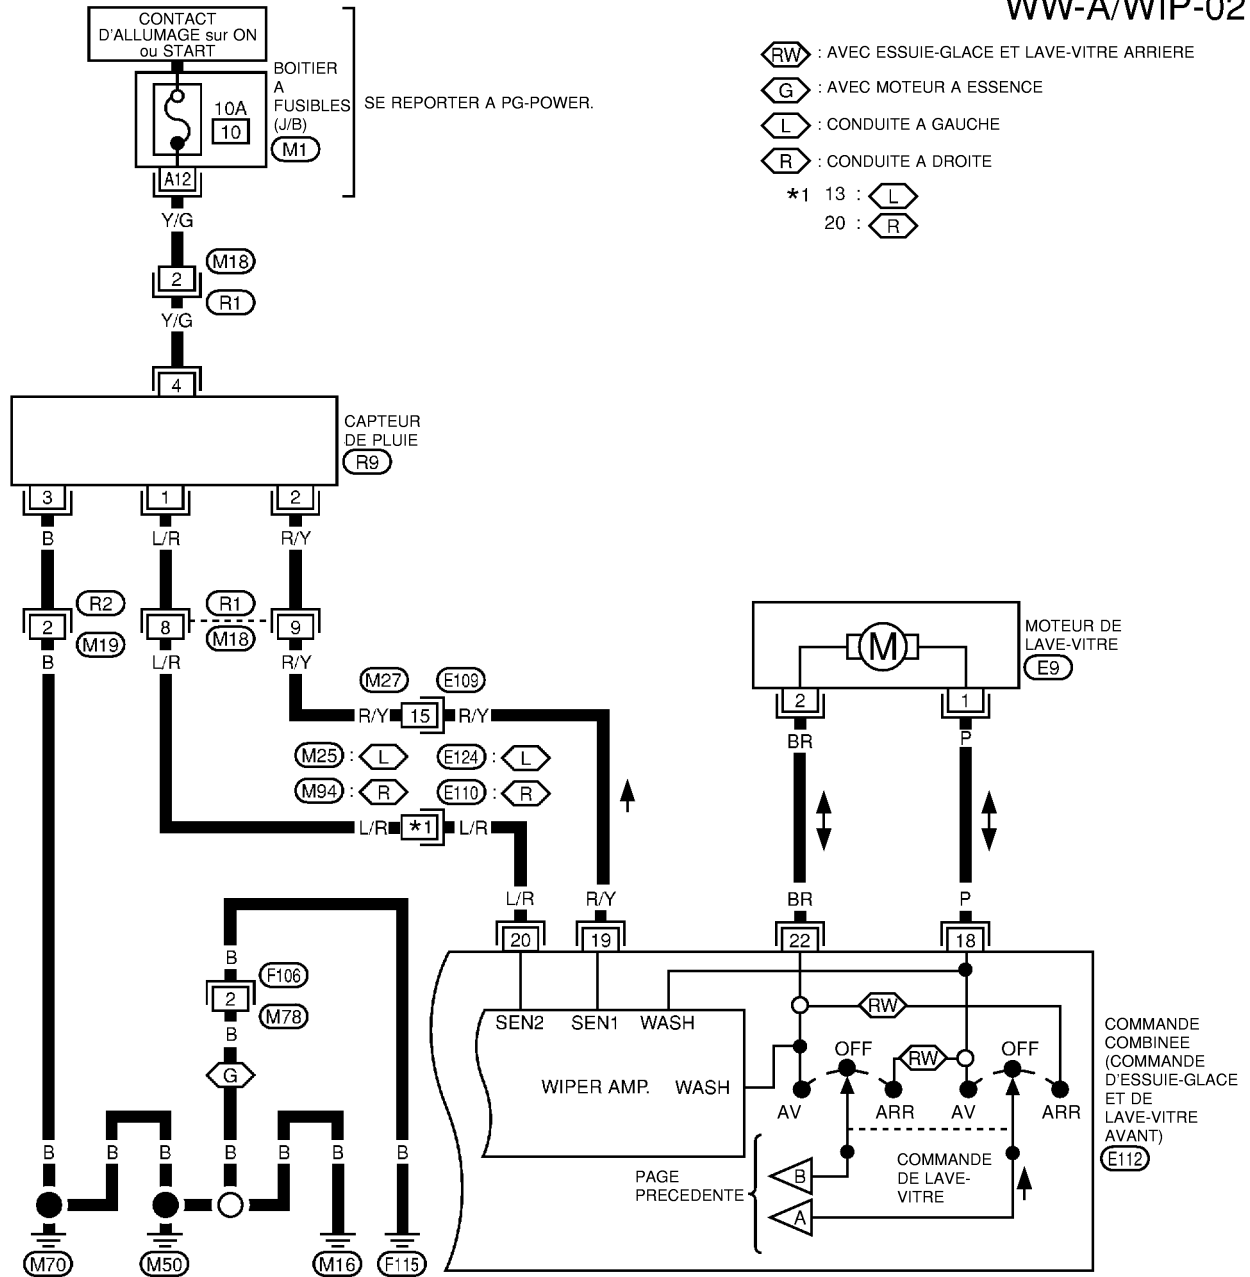 WW-A/WIP-02
CONTACT
D'ALLUMAGE sur ON
ou START
BOITIER
A
FUSIBLES
(J/B)
M1
10A
10
SE REPORTER A PG-POWER.
RW : AVEC ESSUIE-GLACE ET LAVE-VITRE ARRIERE
G : AVEC MOTEUR A ESSENCE
L : CONDUITE A GAUCHE
R : CONDUITE A DROITE
*1 13 : L
20 : R
A12
Y/G
M18
2
R1
Y/G
4
CAPTEUR
DE PLUIE
R9
3 1 2
B L/R R/Y
R2 R1
2 8 9
M19 M18
B L/R R/Y
M27 E109
R/Y 15 R/Y
M25 : L E124 : L
M94 : R E110 : R
L/R *1 L/R
MOTEUR DE
LAVE-VITRE
E9
M
2 1
BR P
L/R R/Y BR P
20 19 22 18
B
F106
2
M78
B
G
B B B B B B
M70 M50 M16 F115
SEN2 SEN1 WASH
WIPER AMP. WASH
RW
OFF RW OFF
AV ARR AV ARR
COMMANDE
COMBINEE
(COMMANDE
D'ESSUIE-GLACE
ET DE
LAVE-VITRE
AVANT)
E112
PAGE
PRECEDENTE
B
A
COMMANDE
DE LAVE-
VITRE